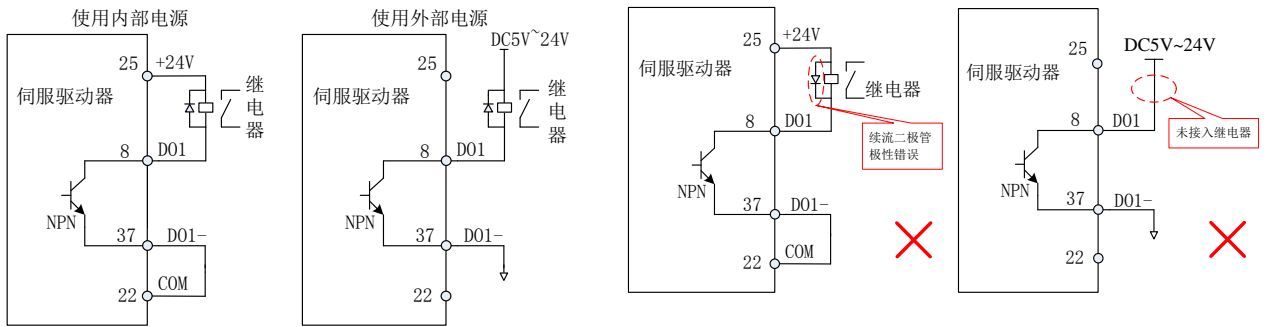 使用内部电源
25
+24V
伺服驱动器
继
电
器
8
DO1
NPN
37
DO1-
COM
22
使用外部电源
DC5V~24V
25
伺服驱动器
继
电
器
8
DO1
NPN
37
DO1-
22
25
+24V
伺服驱动器
继电器
8
DO1
续流二极管
极性错误
NPN
37
DO1-
22
COM
DC5V~24V
25
伺服驱动器
8
DO1
未接入继电器
NPN
37
DO1-
22